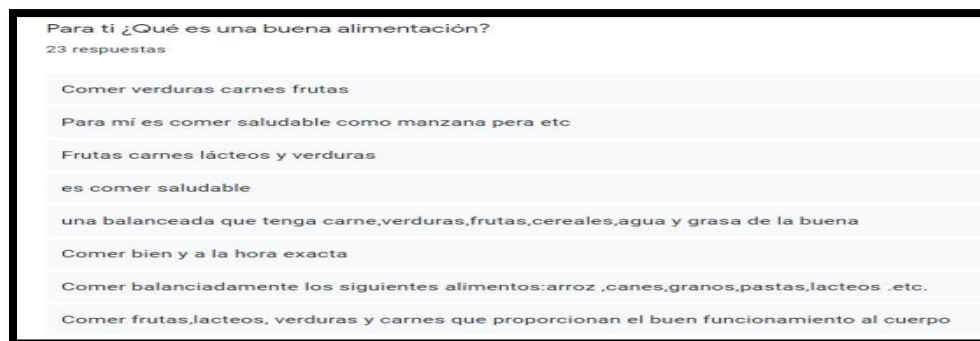 Para ti ¿Qué es una buena alimentación?
23 respuestas
Comer verduras carnes frutas
Para mí es comer saludable como manzana pera etc
Frutas carnes lácteos y verduras
es comer saludable
una balanceada que tenga carne,verduras,frutas,cereales,agua y grasa de la buena
Comer bien y a la hora exacta
Comer balanciadamente los siguientes alimentos:arroz ,canes,granos,pastas,lacteos .etc.
Comer frutas,lacteos, verduras y carnes que proporcionan el buen funcionamiento al cuerpo